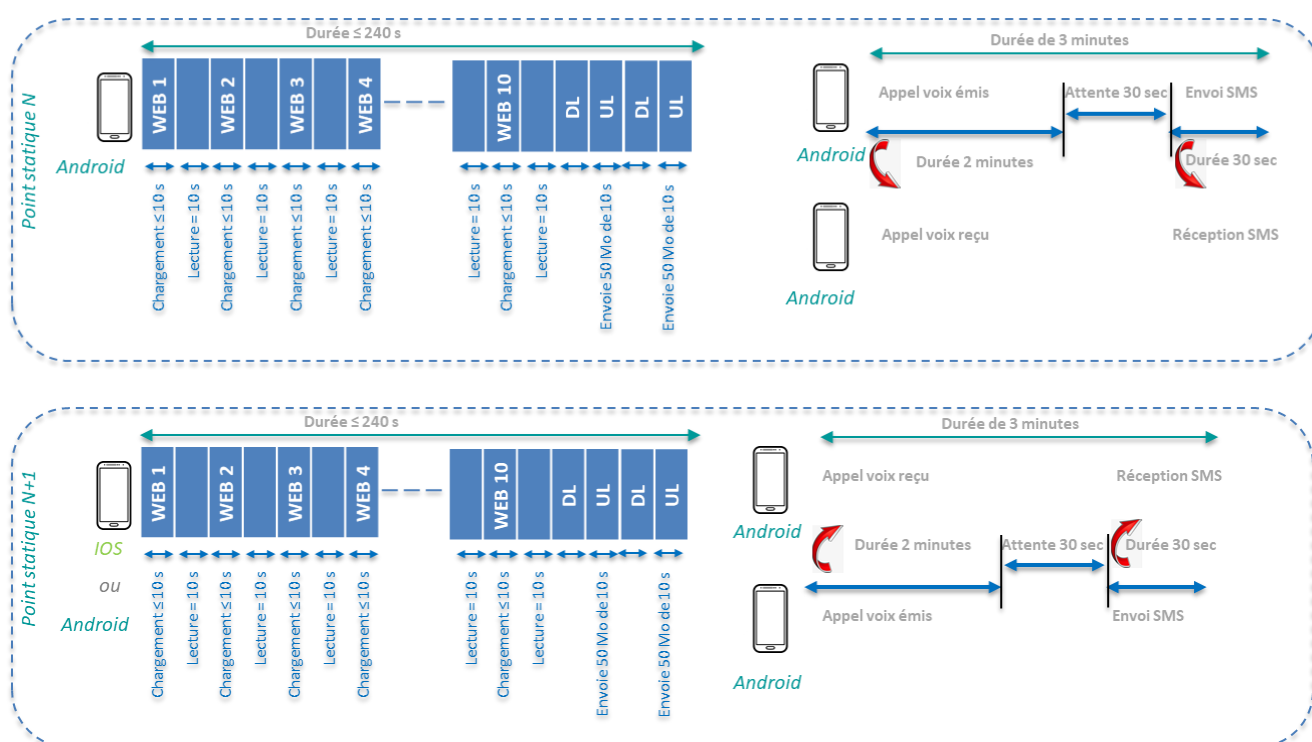 Point statique N
Durée ≤ 240 s
Android
WEB 1
WEB 2
WEB 3
WEB 4
WEB 10
DL
UL
DL
UL
Chargement ≤ 10 s
Lecture = 10 s
Chargement ≤ 10 s
Lecture = 10 s
Chargement ≤ 10 s
Lecture = 10 s
Chargement ≤ 10 s
Lecture = 10 s
Chargement ≤ 10 s
Lecture = 10 s
Envoie 50 Mo de 10 s
Envoie 50 Mo de 10 s
Durée de 3 minutes
Appel voix émis
Attente 30 sec
Envoi SMS
Android
Durée 2 minutes
Durée 30 sec
Appel voix reçu
Réception SMS
Android
Point statique N+1
Durée ≤ 240 s
IOS
ou
Android
WEB 1
WEB 2
WEB 3
WEB 4
WEB 10
DL
UL
DL
UL
Chargement ≤ 10 s
Lecture = 10 s
Chargement ≤ 10 s
Lecture = 10 s
Chargement ≤ 10 s
Lecture = 10 s
Chargement ≤ 10 s
Lecture = 10 s
Chargement ≤ 10 s
Lecture = 10 s
Envoie 50 Mo de 10 s
Envoie 50 Mo de 10 s
Durée de 3 minutes
Appel voix reçu
Réception SMS
Android
Durée 2 minutes
Attente 30 sec
Durée 30 sec
Appel voix émis
Envoi SMS
Android